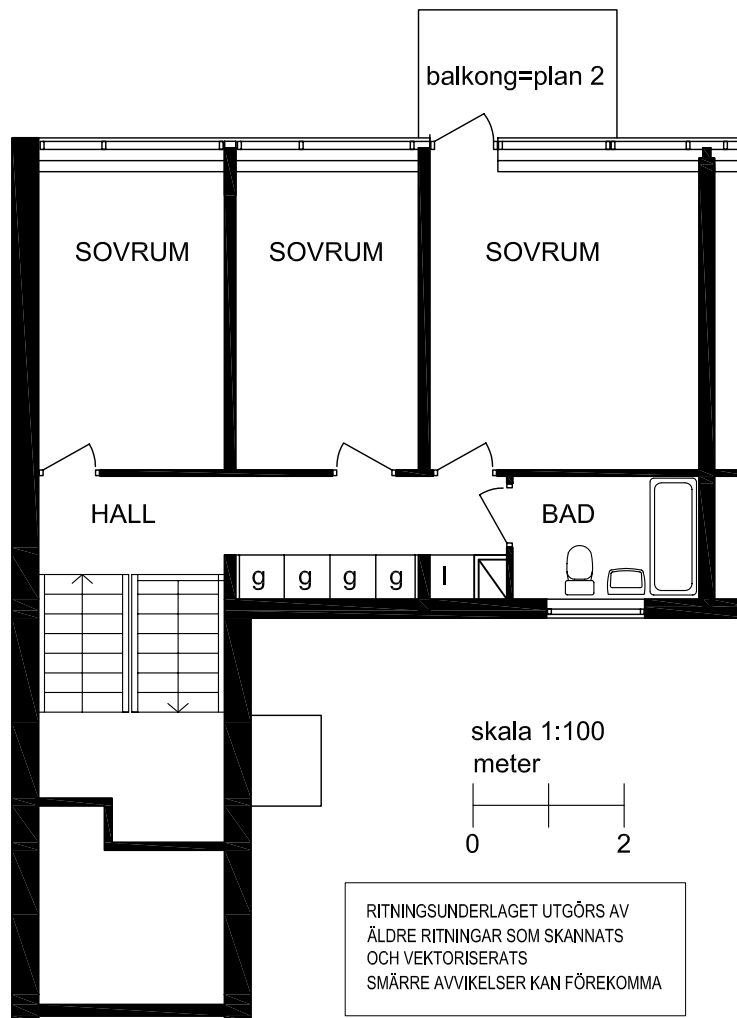 balkong=plan 2
SOVRUM SOVRUM SOVRUM
HALL BAD
g g g g l
skala 1:100
meter
0 2
RITNINGSUNDERLAGET UTGÖRS AV
ÄLDRE RITNINGAR SOM SKANNATS
OCH VEKTORISERATS
SMÄRRE AVVIKELSER KAN FÖREKOMMA